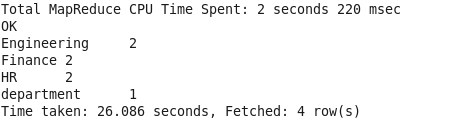 Total MapReduce CPU Time Spent: 2 seconds 220 msec
OK
Engineering     2
Finance 2
HR      2
department      1
Time taken: 26.086 seconds, Fetched: 4 row(s)